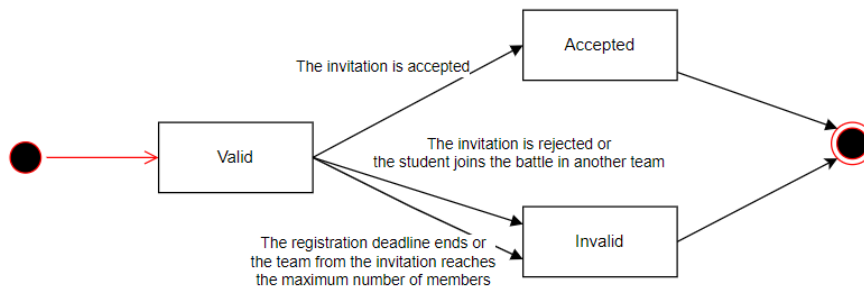 Accepted
The invitation is accepted
The invitation is rejected or
the student joins the battle in another team
Valid
The registration deadline ends or
the team from the invitation reaches
the maximum number of members
Invalid